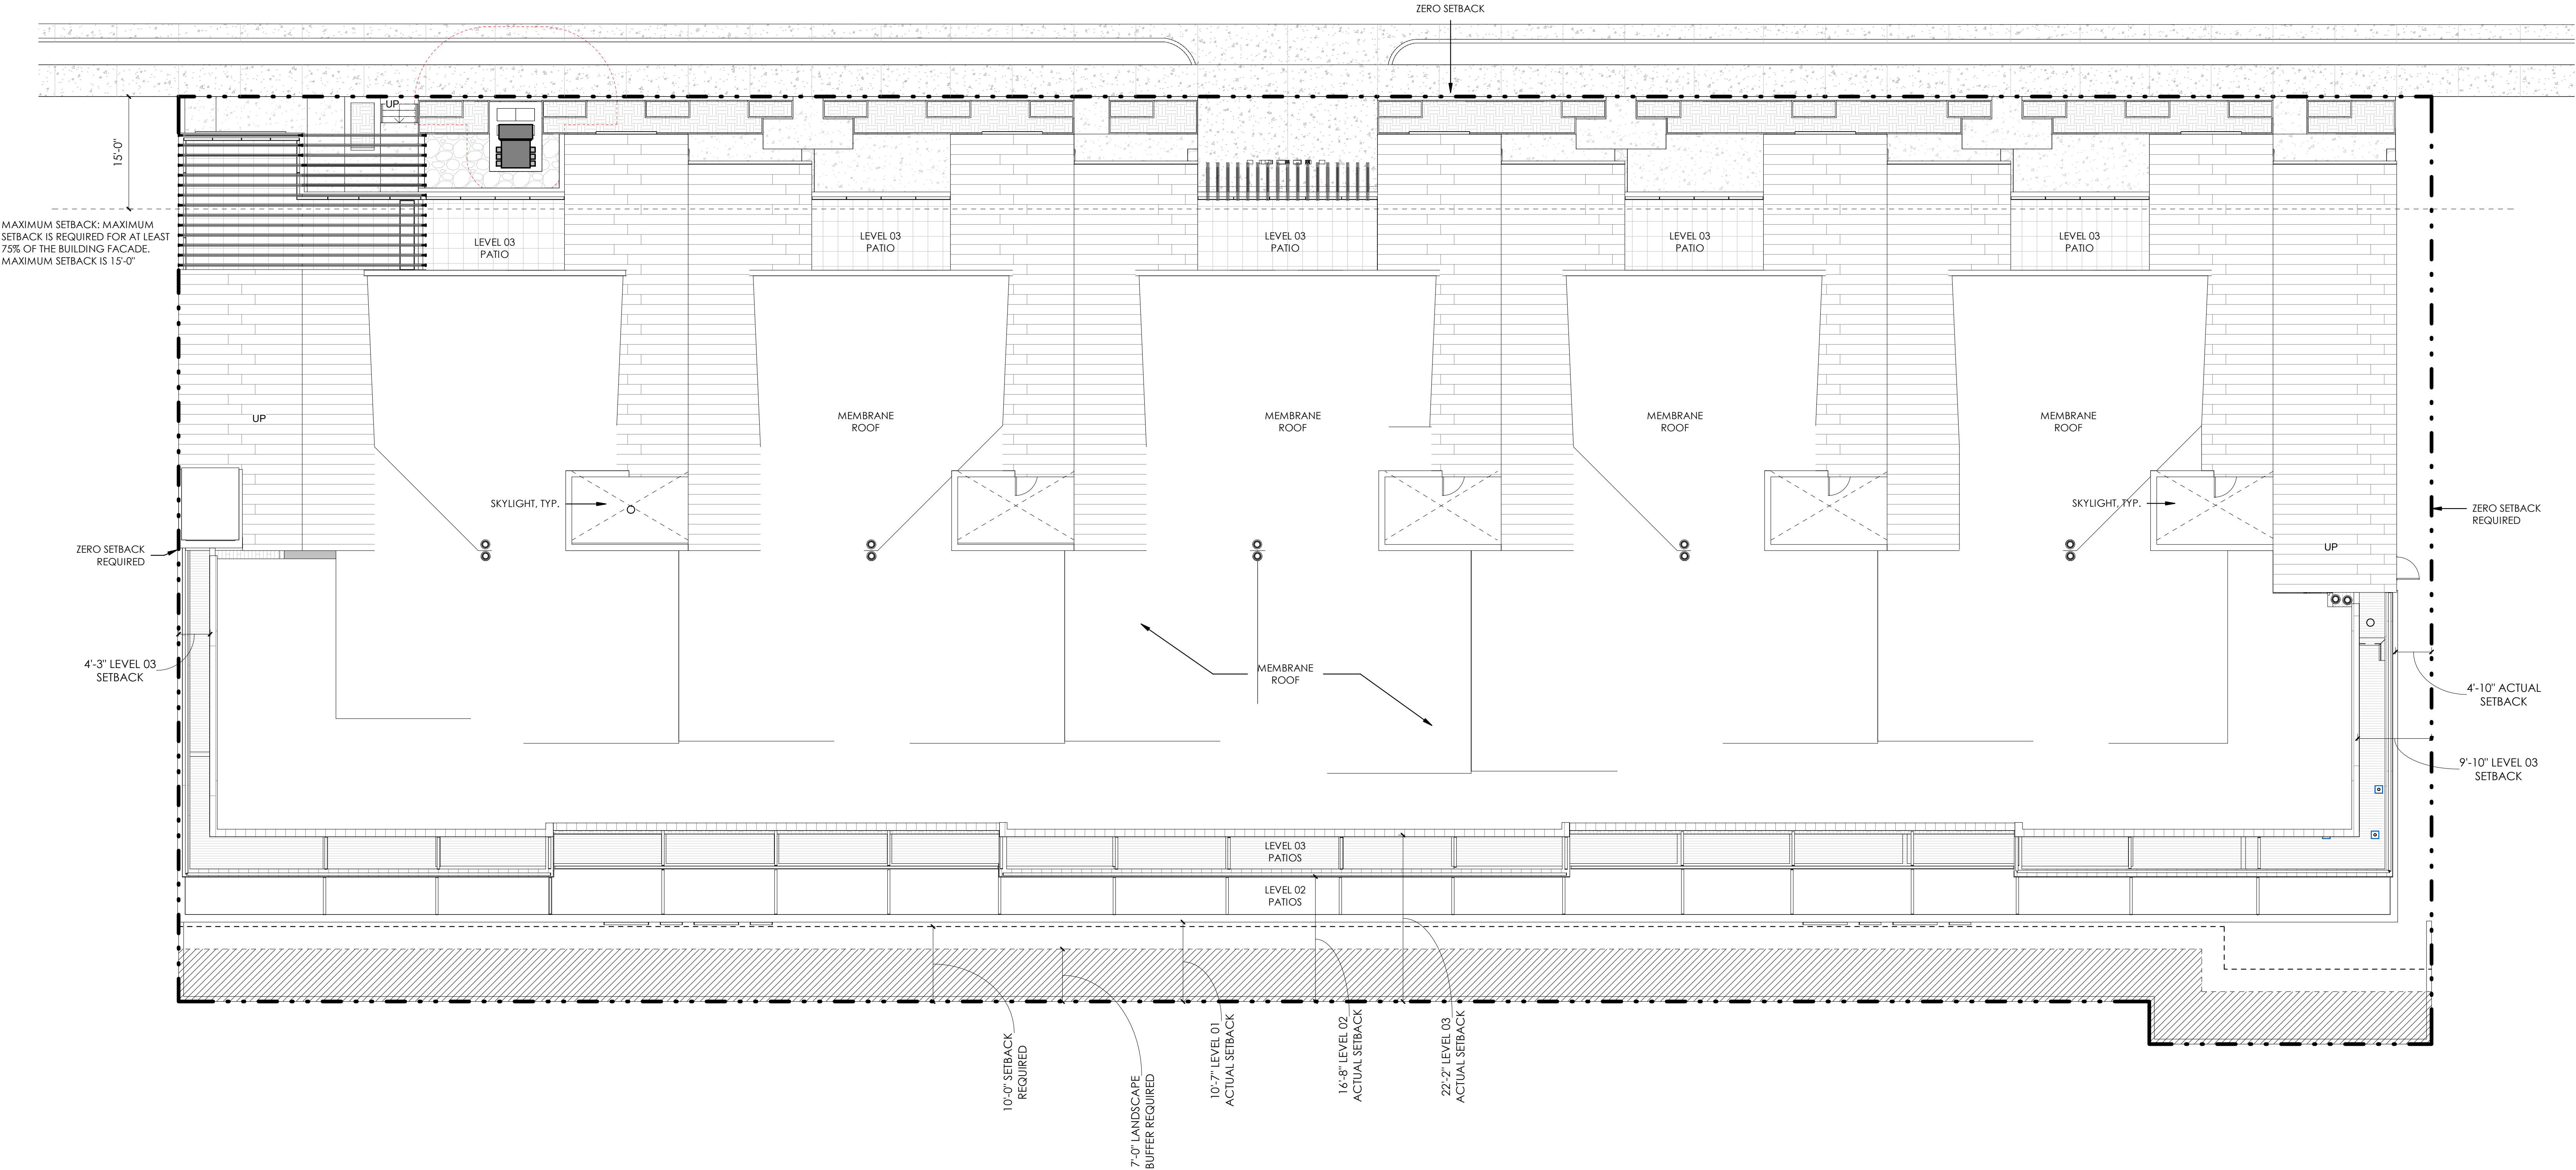 ZERO SETBACK
UP
15'-0"
MAXIMUM SETBACK; MAXIMUM
SETBACK IS REQUIRED FOR AT LEAST
75% OF THE BUILDING FACADE.
MAXIMUM SETBACK IS 15'-0"
LEVEL 03
PATIO
LEVEL 03
PATIO
LEVEL 03
PATIO
LEVEL 03
PATIO
LEVEL 03
PATIO
UP
MEMBRANE
ROOF
MEMBRANE
ROOF
MEMBRANE
ROOF
MEMBRANE
ROOF
SKYLIGHT, TYP.
SKYLIGHT, TYP.
ZERO SETBACK
REQUIRED
ZERO SETBACK
REQUIRED
UP
4'-3" LEVEL 03
SETBACK
MEMBRANE
ROOF
4'-10" ACTUAL
SETBACK
9'-10" LEVEL 03
SETBACK
LEVEL 03
PATIOS
LEVEL 02
PATIOS
10'-0" SETBACK
REQUIRED
7'-0" LANDSCAPE
BUFFER REQUIRED
10'-7" LEVEL 01
ACTUAL SETBACK
16'-8" LEVEL 02
ACTUAL SETBACK
22'-2" LEVEL 03
ACTUAL SETBACK